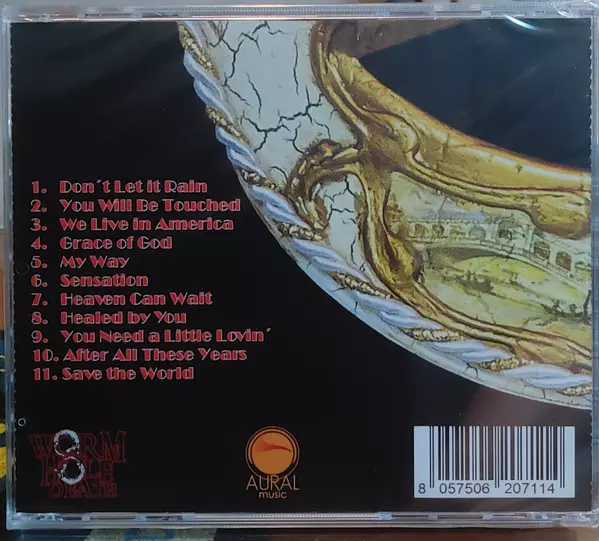 1. Don´t Let it Rain
2. You Will Be Touched
3. We Live in America
4. Grace of God
5. My Way
6. Sensation
7. Heaven Can Wait
8. Healed by You
9. You Need a Little Lovin´
10. After All These Years
11. Save the World
WORM
HOLE
DEATH
AURAL
music
8 057506 207114